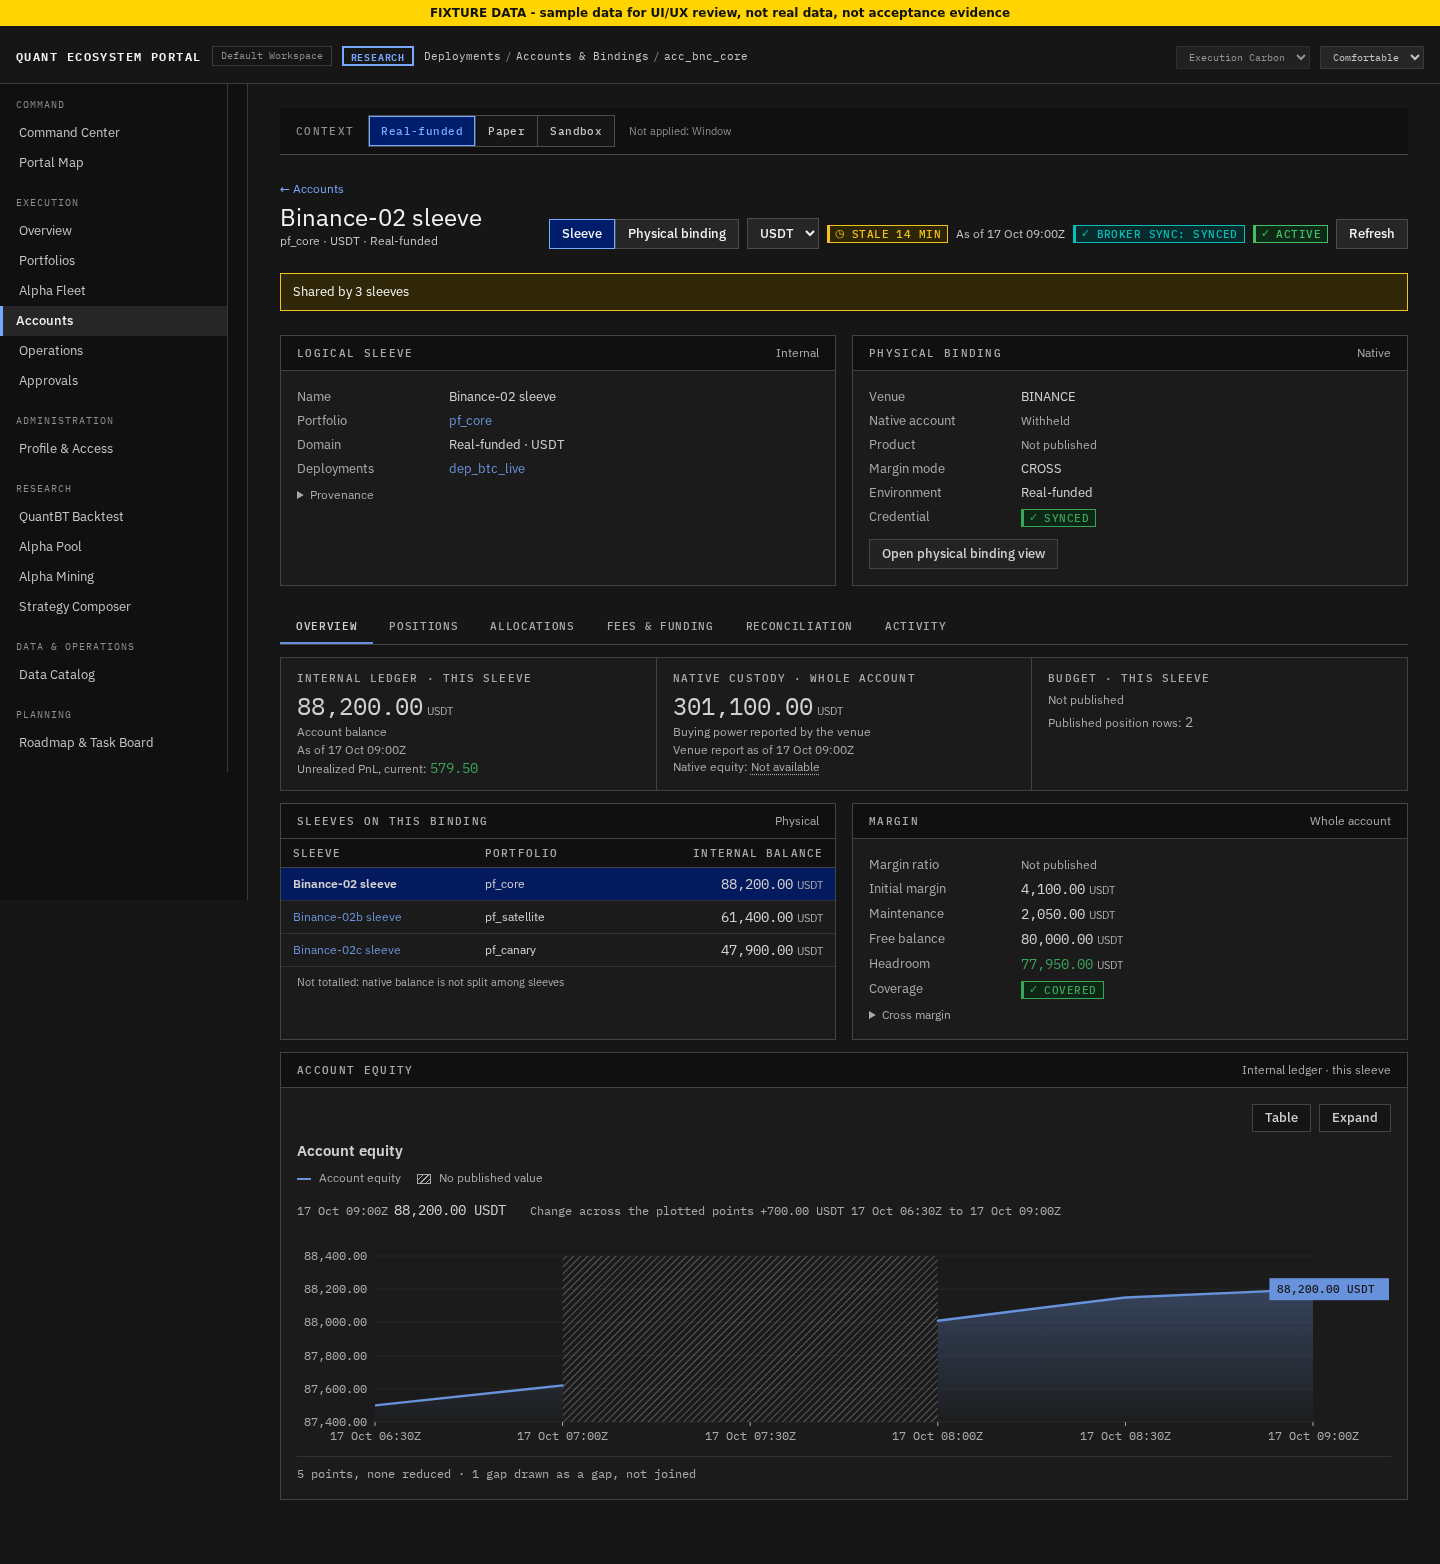 FIXTURE DATA - sample data for UI/UX review, not real data, not acceptance evidence
QUANT ECOSYSTEM PORTAL
Default Workspace
RESEARCH
Deployments / Accounts & Bindings / acc_bnc_core
Execution Carbon
Comfortable
COMMAND
Command Center
Portal Map
EXECUTION
Overview
Portfolios
Alpha Fleet
Accounts
Operations
Approvals
ADMINISTRATION
Profile & Access
RESEARCH
QuantBT Backtest
Alpha Pool
Alpha Mining
Strategy Composer
DATA & OPERATIONS
Data Catalog
PLANNING
Roadmap & Task Board
CONTEXT
Real-funded
Paper
Sandbox
Not applied: Window
← Accounts
Binance-02 sleeve
pf_core · USDT · Real-funded
Sleeve
Physical binding
USDT
◷ STALE 14 MIN
As of 17 Oct 09:00Z
✓ BROKER SYNC: SYNCED
✓ ACTIVE
Refresh
Shared by 3 sleeves
LOGICAL SLEEVE
Internal
Name Binance-02 sleeve
Portfolio pf_core
Domain Real-funded · USDT
Deployments dep_btc_live
▶ Provenance
PHYSICAL BINDING
Native
Venue BINANCE
Native account Withheld
Product Not published
Margin mode CROSS
Environment Real-funded
Credential ✓ SYNCED
Open physical binding view
OVERVIEW
POSITIONS
ALLOCATIONS
FEES & FUNDING
RECONCILIATION
ACTIVITY
INTERNAL LEDGER · THIS SLEEVE
88,200.00 USDT
Account balance
As of 17 Oct 09:00Z
Unrealized PnL, current: 579.50
NATIVE CUSTODY · WHOLE ACCOUNT
301,100.00 USDT
Buying power reported by the venue
Venue report as of 17 Oct 09:00Z
Native equity: Not available
BUDGET · THIS SLEEVE
Not published
Published position rows: 2
SLEEVES ON THIS BINDING
Physical
SLEEVE PORTFOLIO INTERNAL BALANCE
Binance-02 sleeve pf_core 88,200.00 USDT
Binance-02b sleeve pf_satellite 61,400.00 USDT
Binance-02c sleeve pf_canary 47,900.00 USDT
Not totalled: native balance is not split among sleeves
MARGIN
Whole account
Margin ratio Not published
Initial margin 4,100.00 USDT
Maintenance 2,050.00 USDT
Free balance 80,000.00 USDT
Headroom 77,950.00 USDT
Coverage ✓ COVERED
▶ Cross margin
ACCOUNT EQUITY
Internal ledger · this sleeve
Table
Expand
Account equity
Account equity
No published value
17 Oct 09:00Z 88,200.00 USDT Change across the plotted points +700.00 USDT 17 Oct 06:30Z to 17 Oct 09:00Z
88,400.00
88,200.00
88,000.00
87,800.00
87,600.00
87,400.00
88,200.00 USDT
17 Oct 06:30Z
17 Oct 07:00Z
17 Oct 07:30Z
17 Oct 08:00Z
17 Oct 08:30Z
17 Oct 09:00Z
5 points, none reduced · 1 gap drawn as a gap, not joined